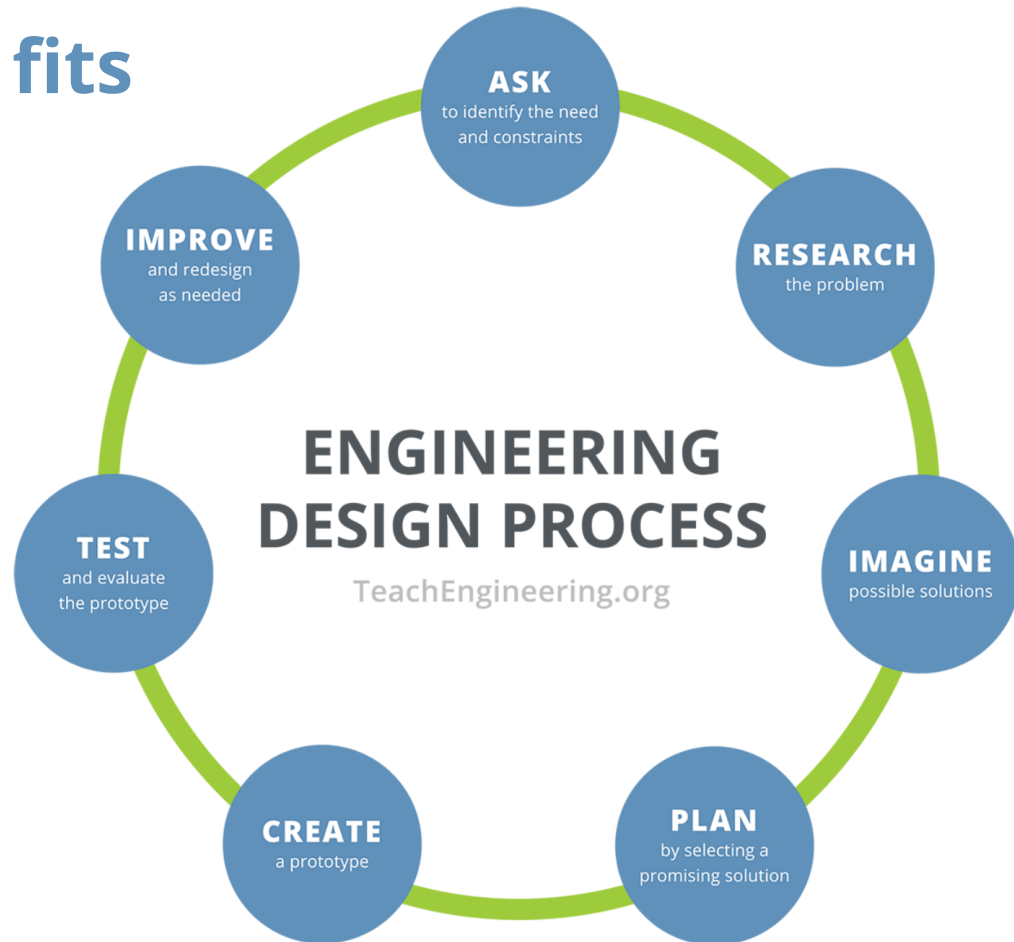 fits
ASK
to identify the need
and constraints
RESEARCH
the problem
IMAGINE
possible solutions
PLAN
by selecting a
promising solution
CREATE
a prototype
TEST
and evaluate
the prototype
IMPROVE
and redesign
as needed
ENGINEERING
DESIGN PROCESS
TeachEngineering.org